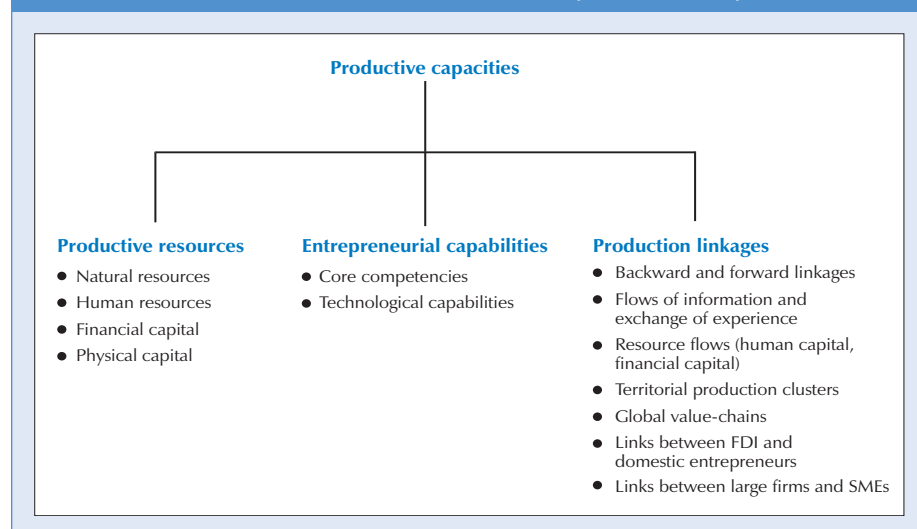 Productive capacities
Productive resources
● Natural resources
● Human resources
● Financial capital
● Physical capital
Entrepreneurial capabilities
● Core competencies
● Technological capabilities
Production linkages
● Backward and forward linkages
● Flows of information and
exchange of experience
● Resource flows (human capital,
financial capital)
● Territorial production clusters
● Global value-chains
● Links between FDI and
domestic entrepreneurs
● Links between large firms and SMEs